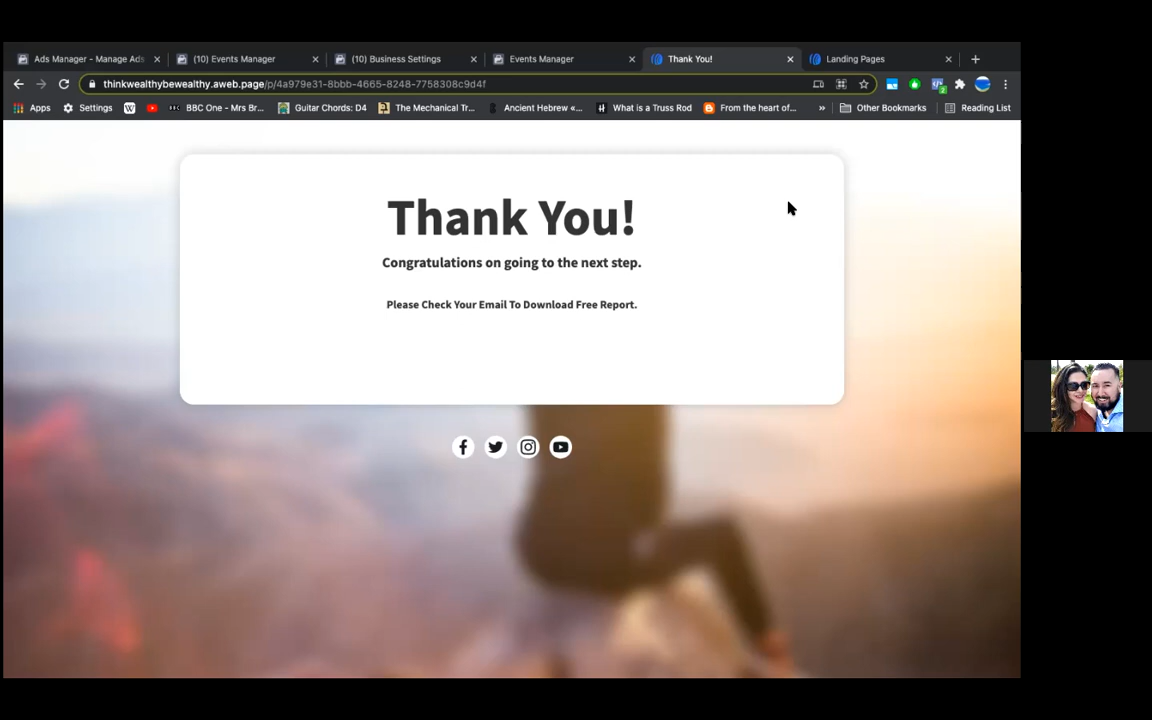 Ads Manager - Manage Ads
(10) Events Manager
(10) Business Settings
Events Manager
Thank You!
Landing Pages
thinkwealthybewealthy.aweb.page/p/4a979e31-8bbb-4665-8248-7758308c9d4f
Apps
Settings
BBC One - Mrs Br...
Guitar Chords: D4
The Mechanical Tr...
Ancient Hebrew «...
What is a Truss Rod
From the heart of...
»
Other Bookmarks
Reading List
Thank You!
Congratulations on going to the next step.
Please Check Your Email To Download Free Report.